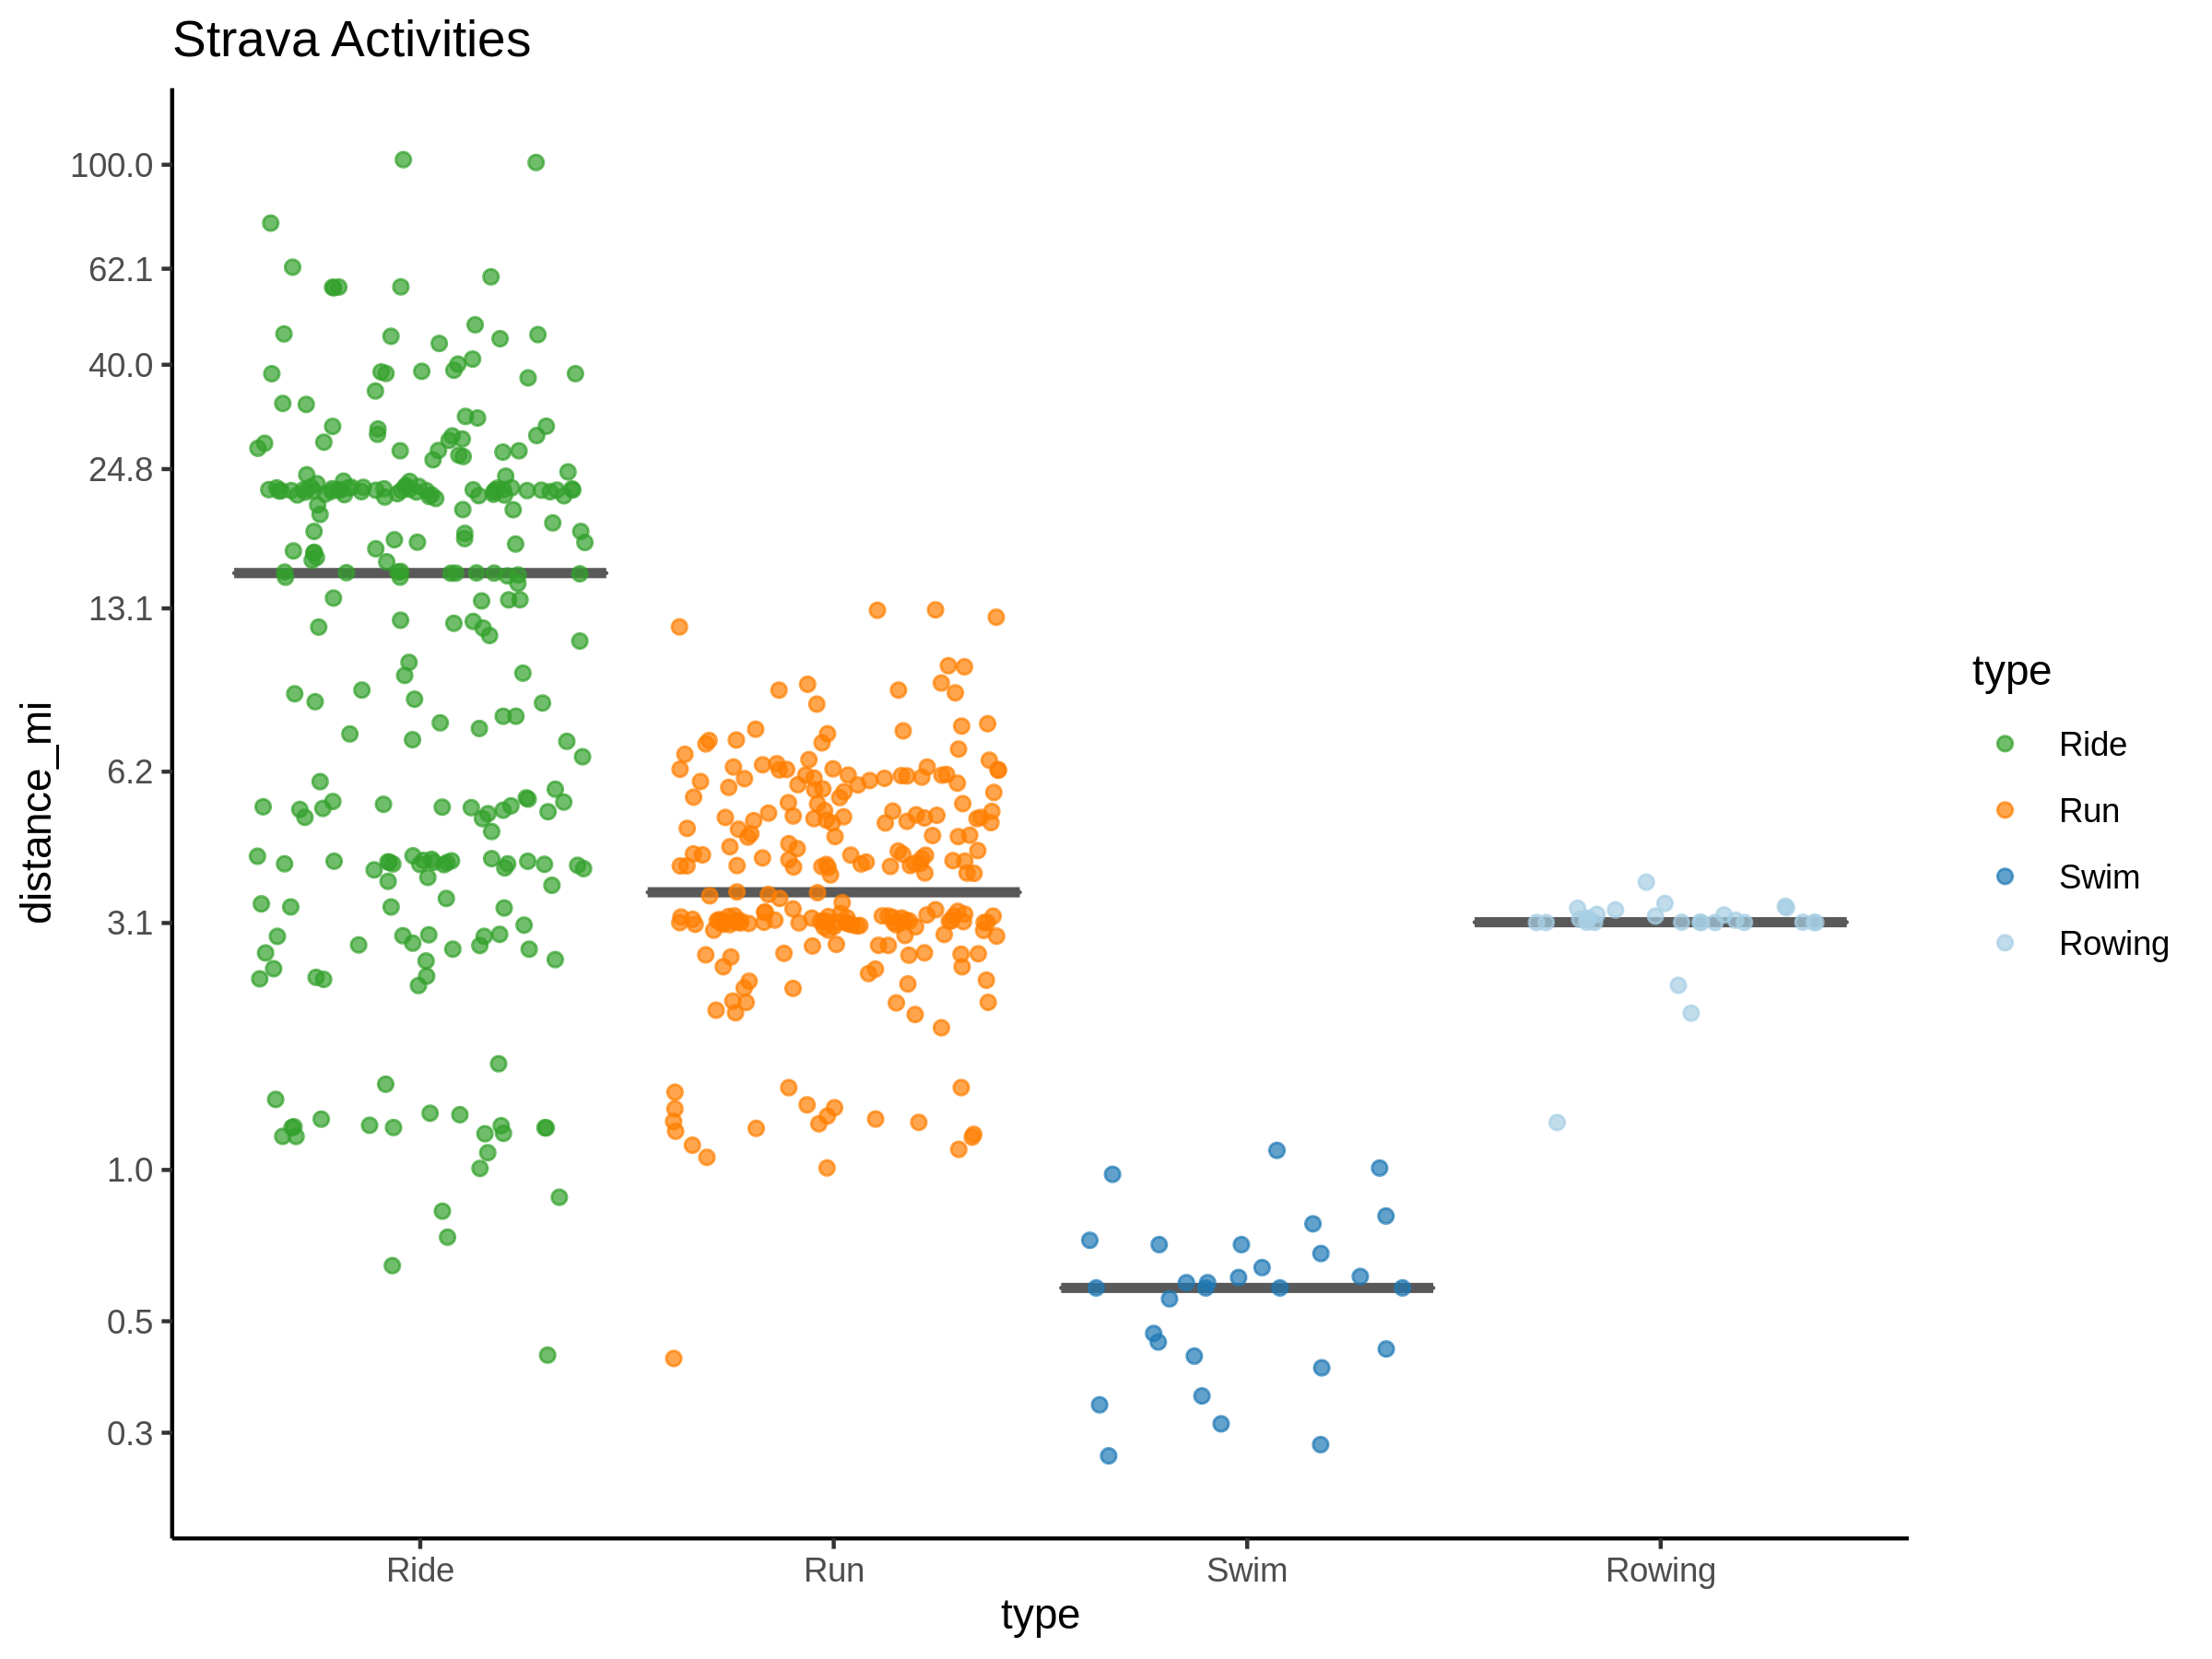 Strava Activities
distance_mi
100.0
62.1
40.0
24.8
13.1
6.2
3.1
1.0
0.5
0.3
Ride
Run
Swim
Rowing
type
type
Ride
Run
Swim
Rowing